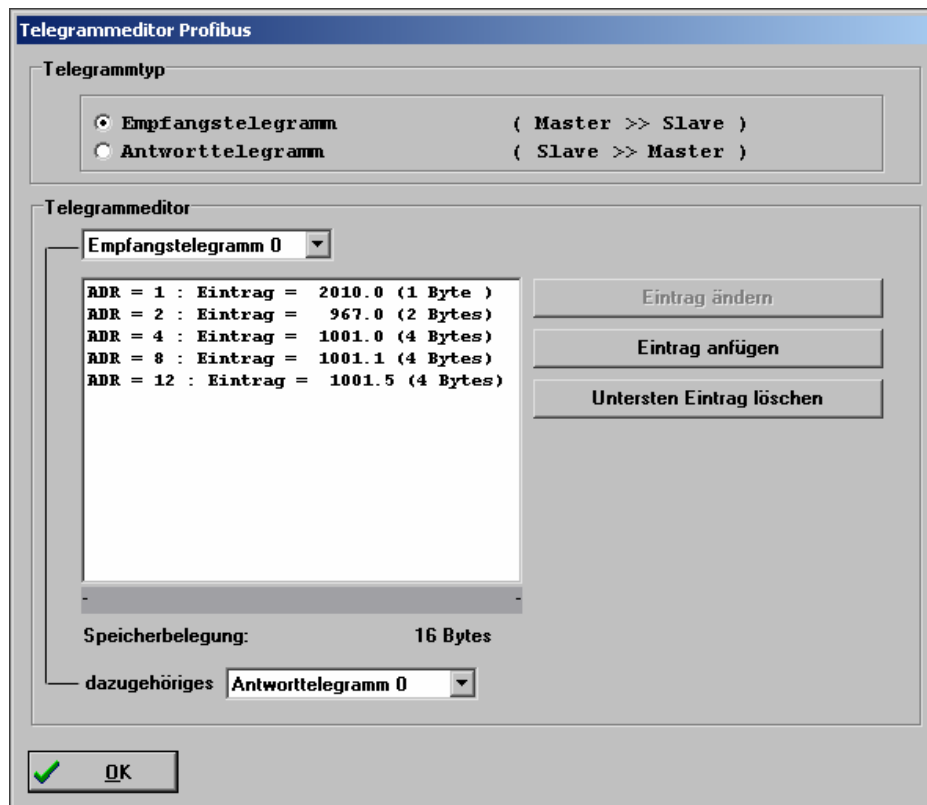 Telegrammeditor Profibus
Telegrammtyp
Empfangstelegramm ( Master >> Slave )
Antworttelegramm ( Slave >> Master )
Telegrammeditor
Empfangstelegramm 0
ADR = 1 : Eintrag = 2010.0 (1 Byte )
ADR = 2 : Eintrag = 967.0 (2 Bytes)
ADR = 4 : Eintrag = 1001.0 (4 Bytes)
ADR = 8 : Eintrag = 1001.1 (4 Bytes)
ADR = 12 : Eintrag = 1001.5 (4 Bytes)
Eintrag ändern
Eintrag anfügen
Untersten Eintrag löschen
- -
Speicherbelegung: 16 Bytes
dazugehöriges Antworttelegramm 0
OK